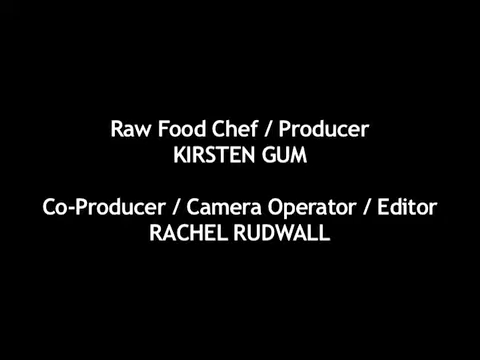 Raw Food Chef / Producer
KIRSTEN GUM
Co-Producer / Camera Operator / Editor
RACHEL RUDWALL